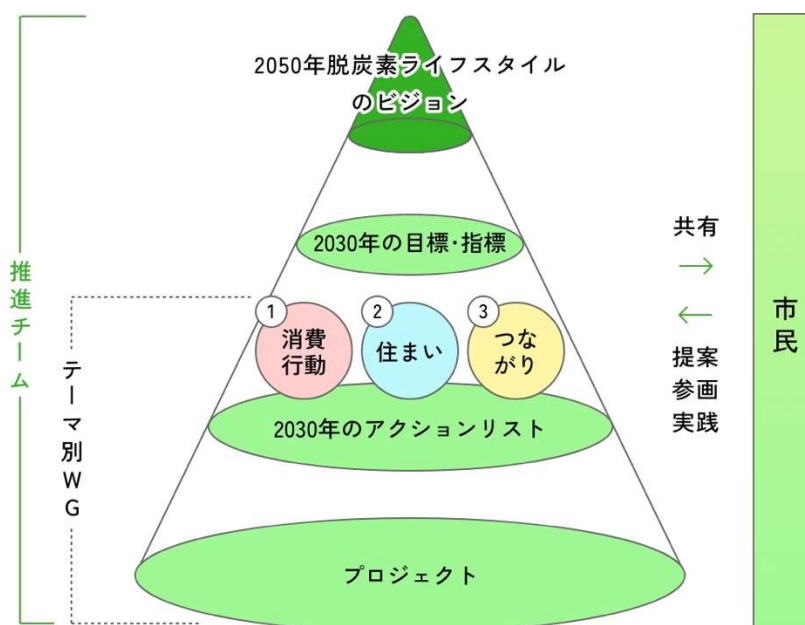 2050年脱炭素ライフスタイル
のビジョン
2030年の目標・指標
1
消費
行動
2
住まい
3
つな
がり
2030年のアクションリスト
プロジェクト
推進チーム
テーマ別WG
共有
→
←
提案
参画
実践
市民